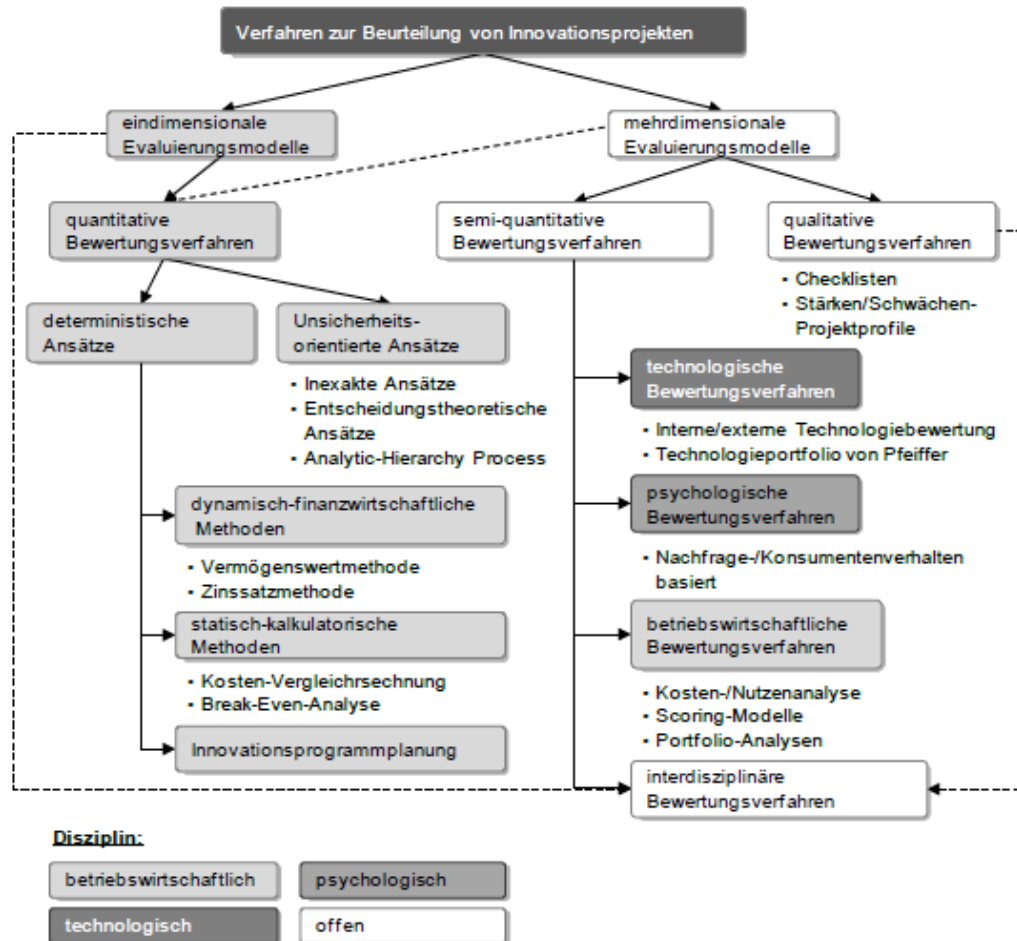 Verfahren zur Beurteilung von Innovationsprojekten
eindimensionale
Evaluierungsmodelle
mehrdimensionale
Evaluierungsmodelle
quantitative
Bewertungsverfahren
semi-quantitative
Bewertungsverfahren
qualitative
Bewertungsverfahren
• Checklisten
• Stärken/Schwächen-
Projektprofile
deterministische
Ansätze
Unsicherheits-
orientierte Ansätze
• Inexakte Ansätze
• Entscheidungstheoretische
Ansätze
• Analytic-Hierarchy Process
technologische
Bewertungsverfahren
• Interne/externe Technologiebewertung
• Technologieportfolio von Pfeiffer
dynamisch-finanzwirtschaftliche
Methoden
• Vermögenswertmethode
• Zinssatzmethode
psychologische
Bewertungsverfahren
• Nachfrage-/Konsumentenverhalten
basiert
statisch-kalkulatorische
Methoden
• Kosten-Vergleichrsechnung
• Break-Even-Analyse
betriebswirtschaftliche
Bewertungsverfahren
• Kosten-/Nutzenanalyse
• Scoring-Modelle
• Portfolio-Analysen
Innovationsprogrammplanung
interdisziplinäre
Bewertungsverfahren
Disziplin:
betriebswirtschaftlich
psychologisch
technologisch
offen